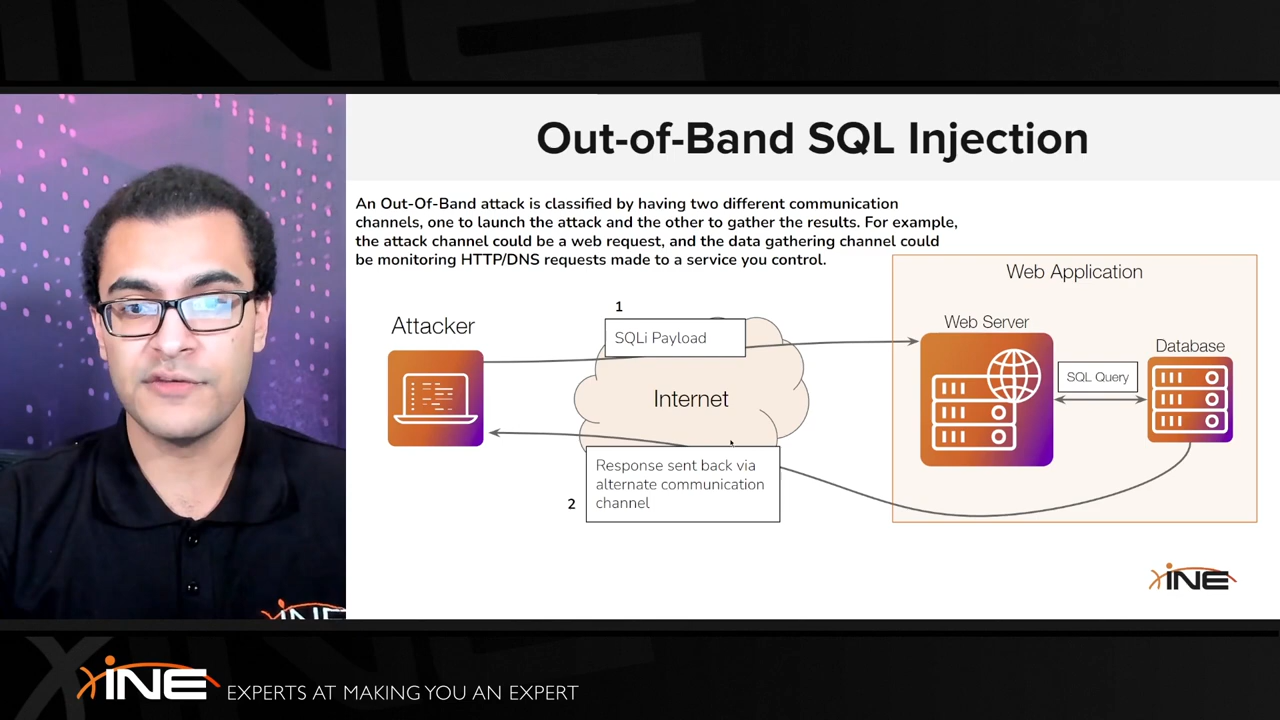 Out-of-Band SQL Injection
An Out-Of-Band attack is classified by having two different communication
channels, one to launch the attack and the other to gather the results. For example,
the attack channel could be a web request, and the data gathering channel could
be monitoring HTTP/DNS requests made to a service you control.
Web Application
1
Attacker
SQLi Payload
Web Server
Database
Internet
SQL Query
Response sent back via
alternate communication
channel
2
INE
INE
INE EXPERTS AT MAKING YOU AN EXPERT